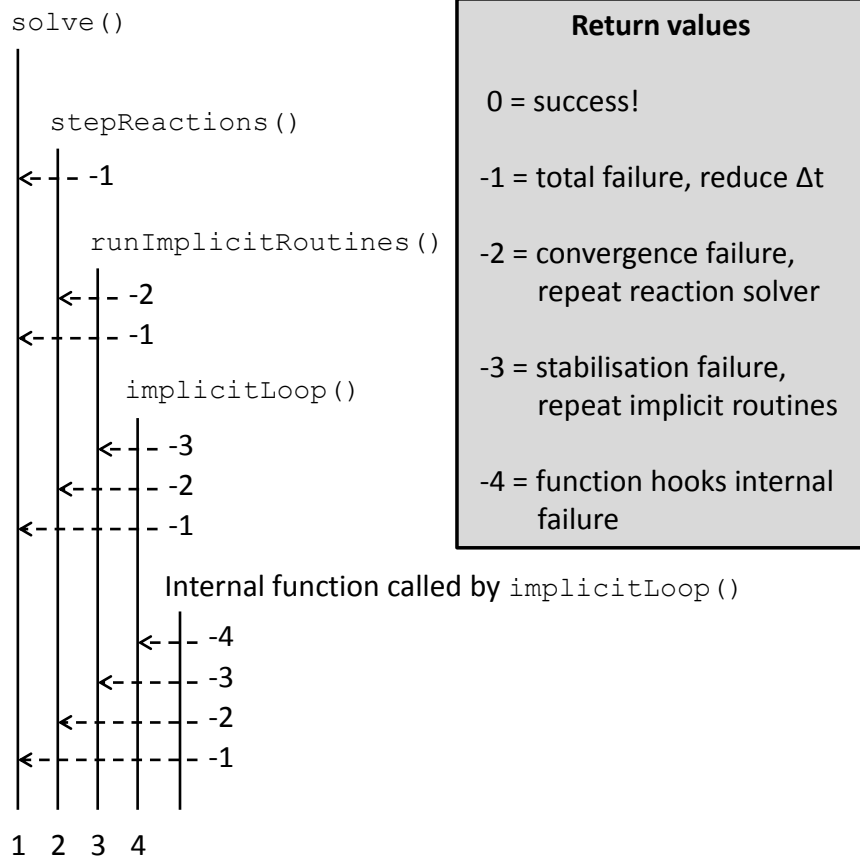 solve()
stepReactions()
-1
runImplicitRoutines()
-2
-1
implicitLoop()
-3
-2
-1
Internal function called by implicitLoop()
-4
-3
-2
-1
1 2 3 4
Return values
0 = success!
-1 = total failure, reduce Δt
-2 = convergence failure,
repeat reaction solver
-3 = stabilisation failure,
repeat implicit routines
-4 = function hooks internal
failure